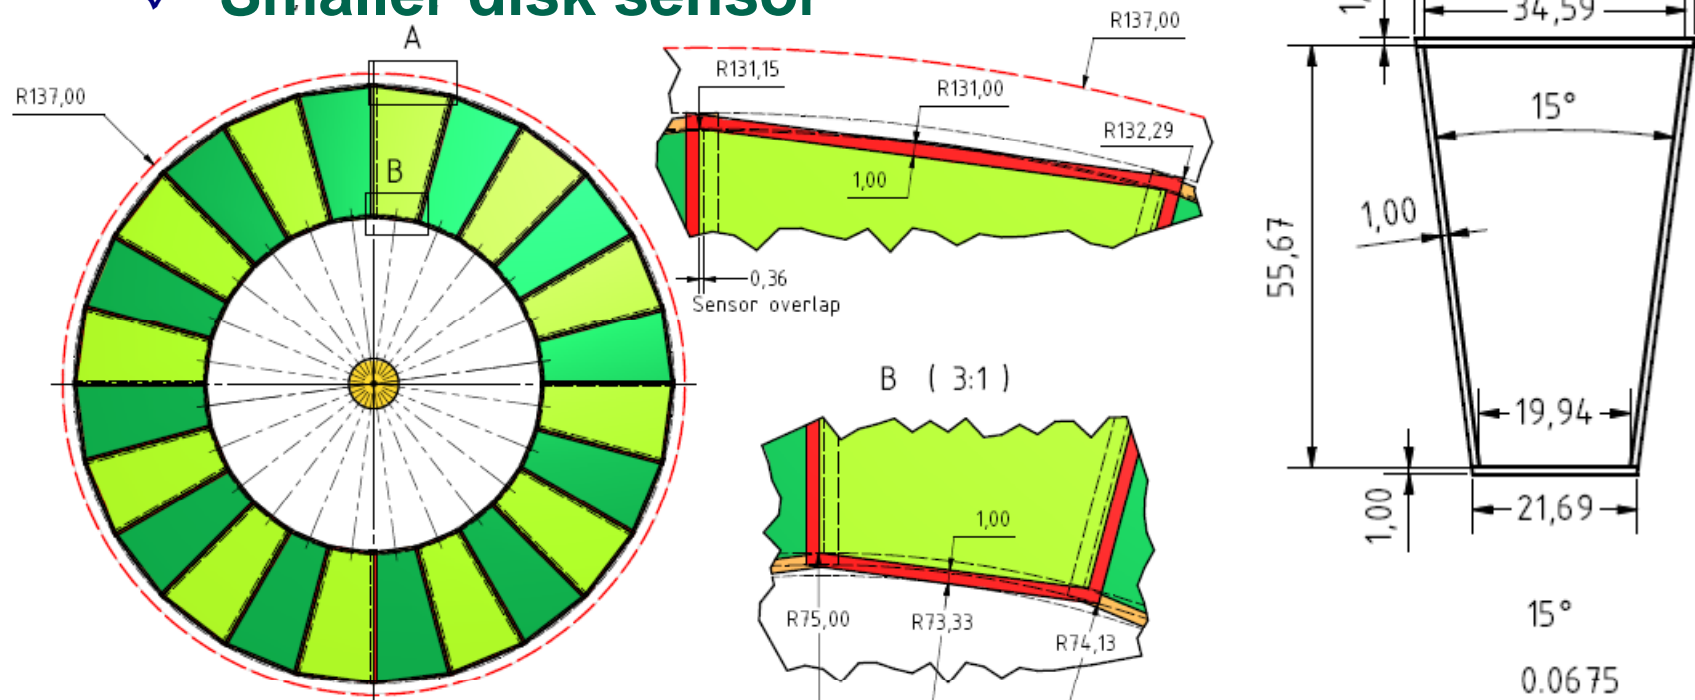 Smaller disk sensor
A
R137,00
B
R137,00
R131,15
R131,00
R132,29
1,00
0,36
Sensor overlap
B ( 3:1 )
1,00
R75,00
R73,33
R74,13
34,59
15°
1,00
55,67
19,94
1,00
21,69
15°
0.0675